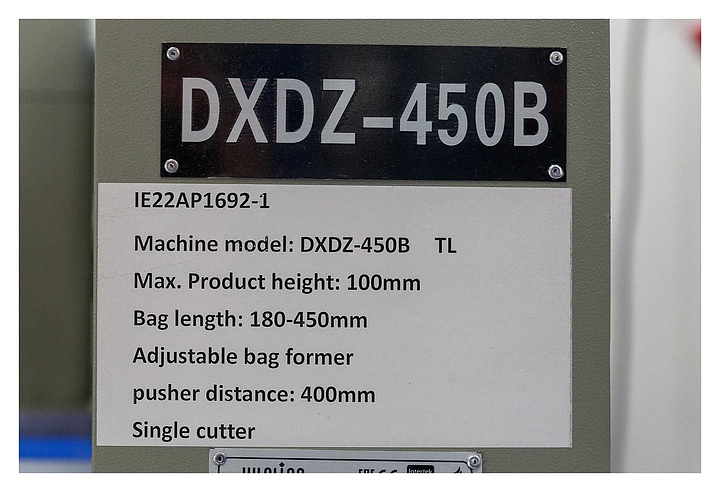 DXDZ-450B
IE22AP1692-1
Machine model: DXDZ-450B TL
Max. Product height: 100mm
Bag length: 180-450mm
Adjustable bag former
pusher distance: 400mm
Single cutter
Intertek